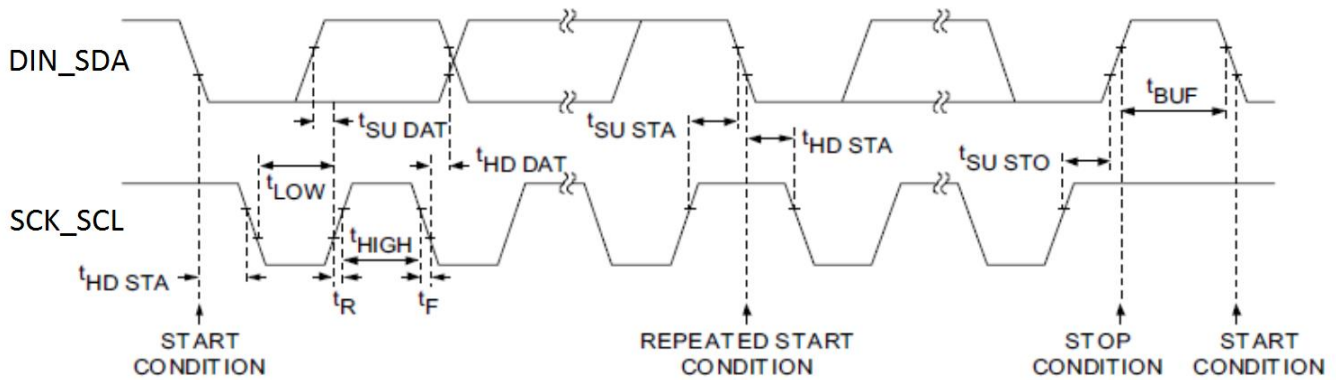 DIN_SDA
tBUF
tSU DAT
tSU STA
tHD STA
tHD DAT
tSU STO
tLOW
SCK_SCL
tHIGH
tHD STA
tR
tF
START
CONDITION
REPEATED START
CONDITION
STOP
CONDITION
START
CONDITION